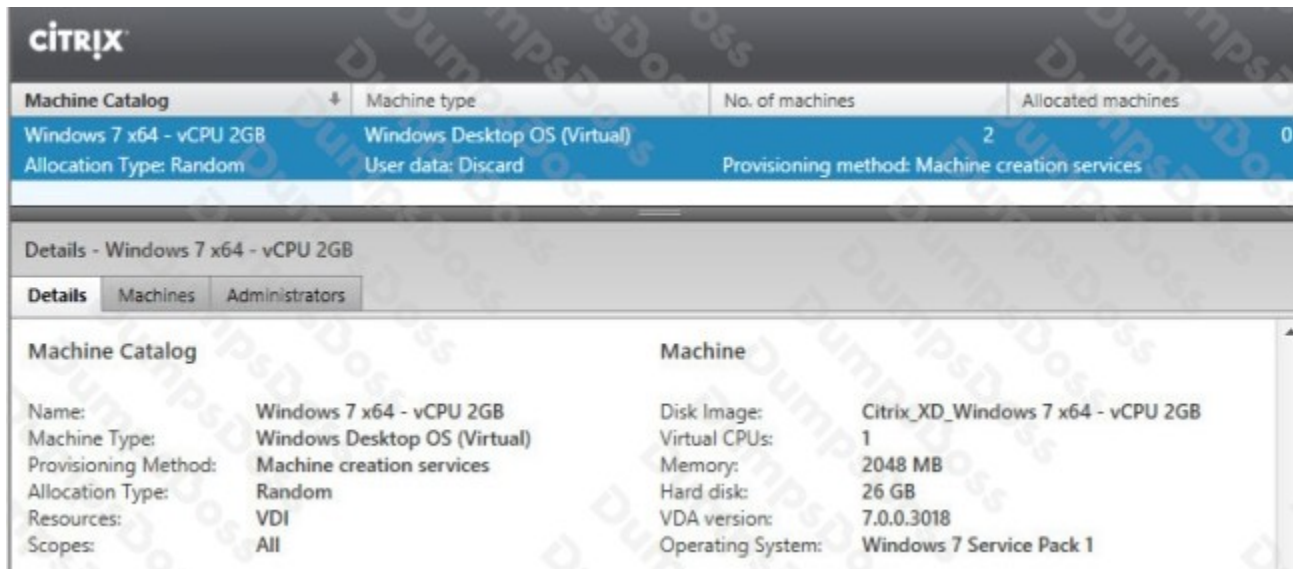 CİTRIX
Machine Catalog Machine type No. of machines Allocated machines
Windows 7 x64 - vCPU 2GB Windows Desktop OS (Virtual) 2 0
Allocation Type: Random User data: Discard Provisioning method: Machine creation services
Details - Windows 7 x64 - vCPU 2GB
Details Machines Administrators
Machine Catalog Machine
Name: Windows 7 x64 - vCPU 2GB Disk Image: Citrix_XD_Windows 7 x64 - vCPU 2GB
Machine Type: Windows Desktop OS (Virtual) Virtual CPUs: 1
Provisioning Method: Machine creation services Memory: 2048 MB
Allocation Type: Random Hard disk: 26 GB
Resources: VDI VDA version: 7.0.0.3018
Scopes: All Operating System: Windows 7 Service Pack 1
DumpsDoss